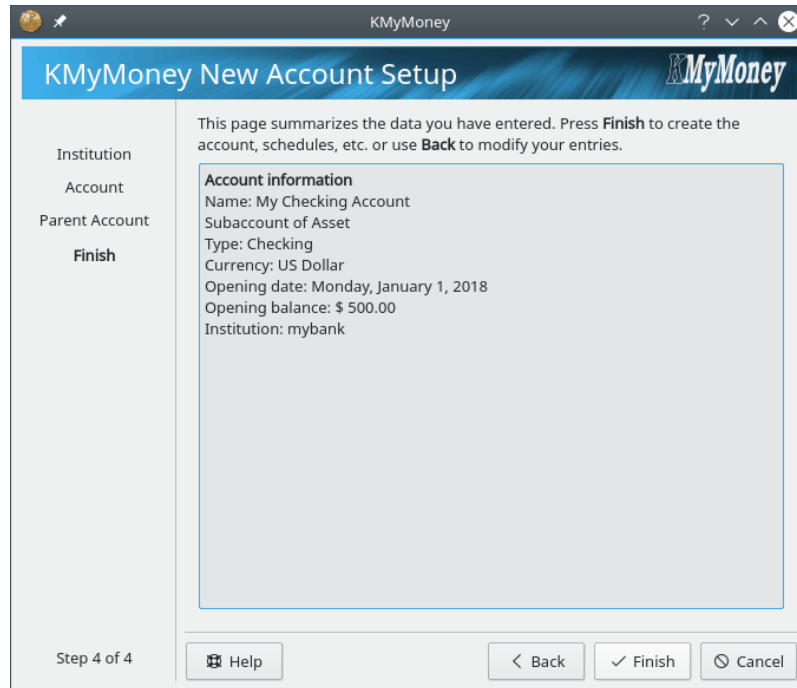 KMyMoney
KMyMoney New Account Setup
KMyMoney
Institution
Account
Parent Account
Finish
This page summarizes the data you have entered. Press Finish to create the
account, schedules, etc. or use Back to modify your entries.
Account information
Name: My Checking Account
Subaccount of Asset
Type: Checking
Currency: US Dollar
Opening date: Monday, January 1, 2018
Opening balance: $ 500.00
Institution: mybank
Step 4 of 4
Help
Back
Finish
Cancel